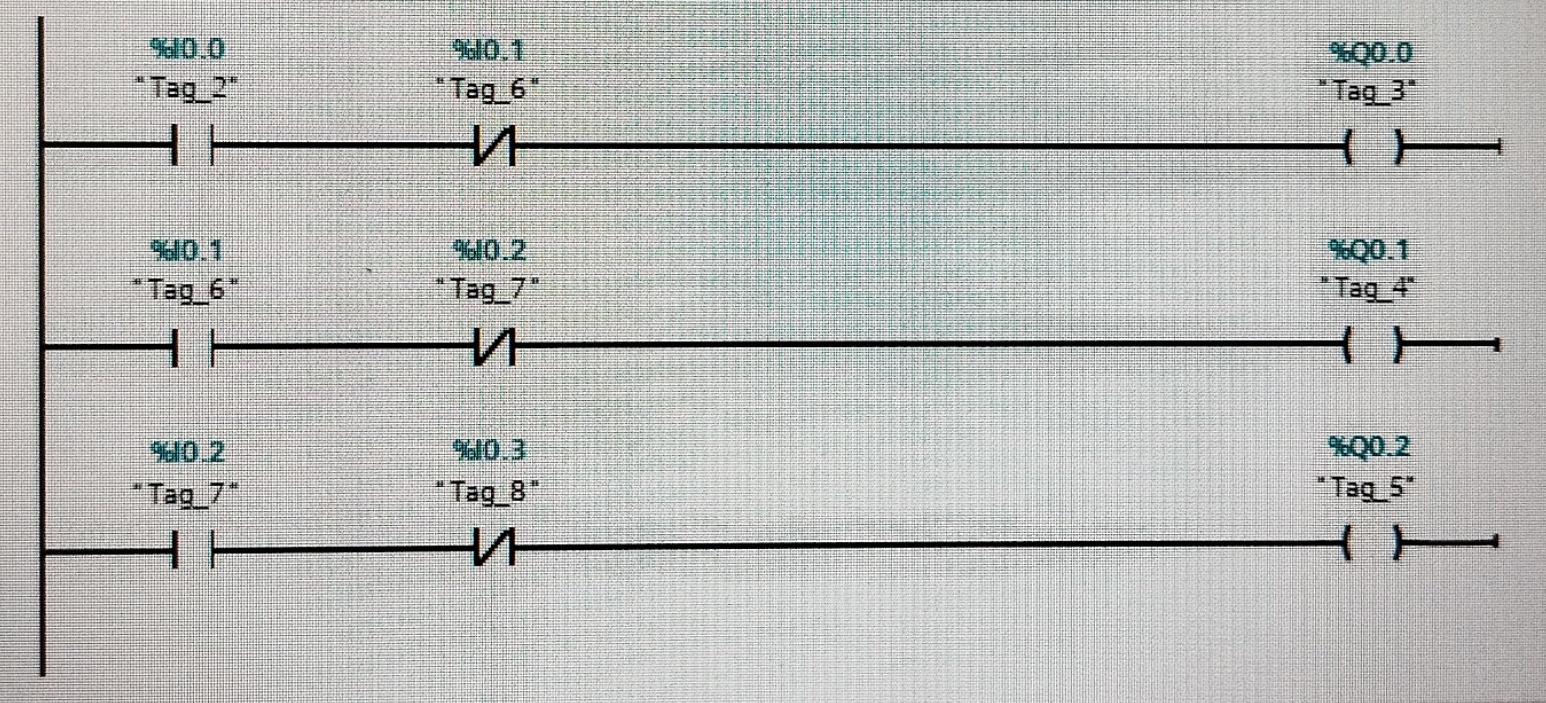 %I0.0 %I0.1 %Q0.0
"Tag_2" "Tag_6" "Tag_3"
%I0.1 %I0.2 %Q0.1
"Tag_6" "Tag_7" "Tag_4"
%I0.2 %I0.3 %Q0.2
"Tag_7" "Tag_8" "Tag_5"